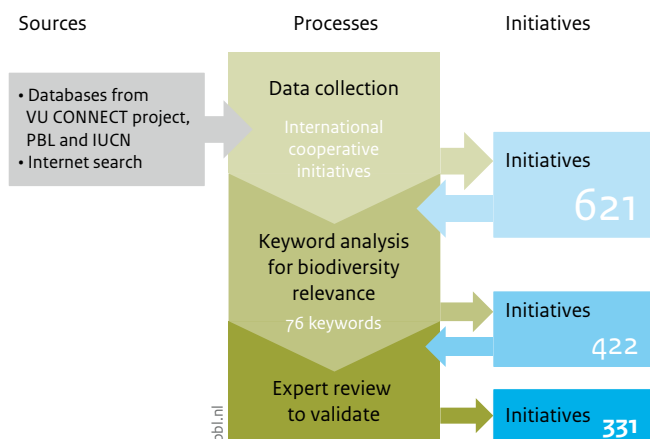 Sources
Processes
Initiatives
• Databases from
VU CONNECT project,
PBL and IUCN
• Internet search
Data collection
International
cooperative
initiatives
Initiatives
621
Keyword analysis
for biodiversity
relevance
76 keywords
Initiatives
422
Expert review
to validate
Initiatives
331
pbl.nl